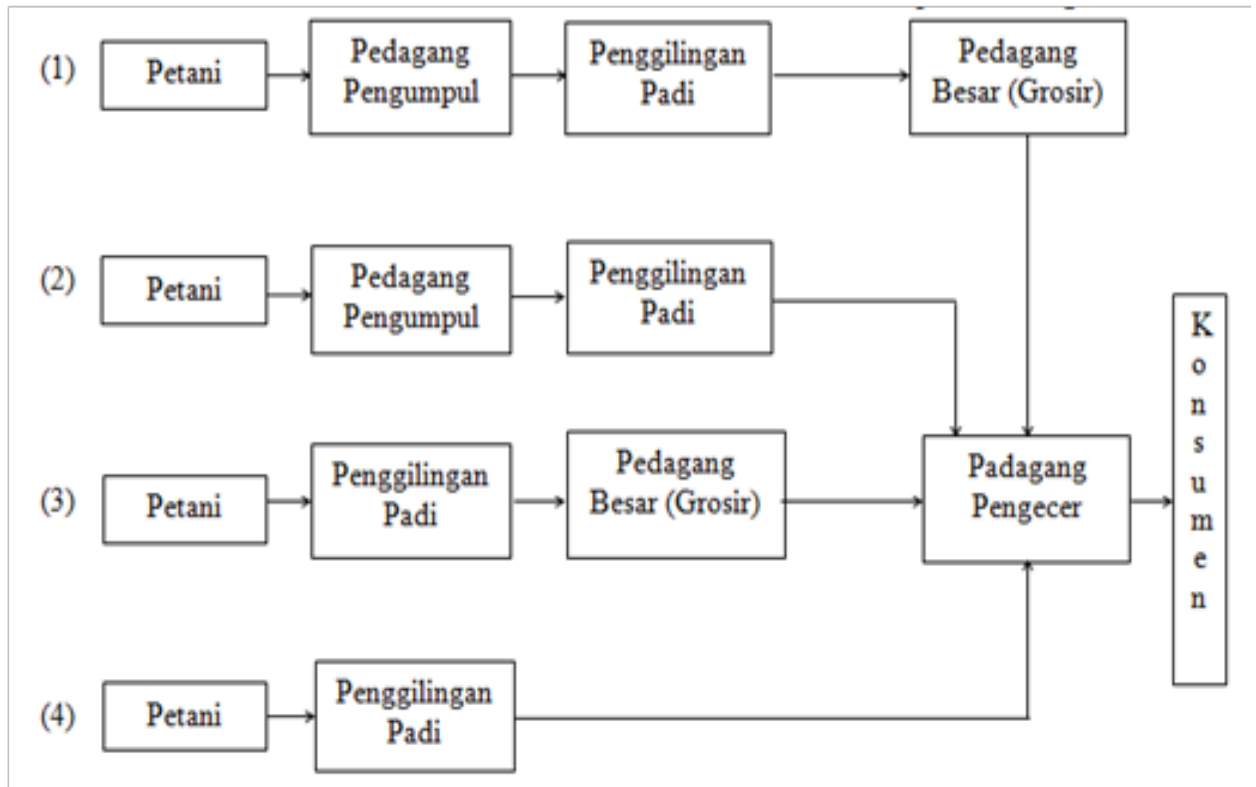 (1)
Petani
Pedagang
Pengumpul
Penggilingan
Padi
Pedagang
Besar (Grosir)
(2)
Petani
Pedagang
Pengumpul
Penggilingan
Padi
(3)
Petani
Penggilingan
Padi
Pedagang
Besar (Grosir)
Padagang
Pengecer
Konsumen
(4)
Petani
Penggilingan
Padi